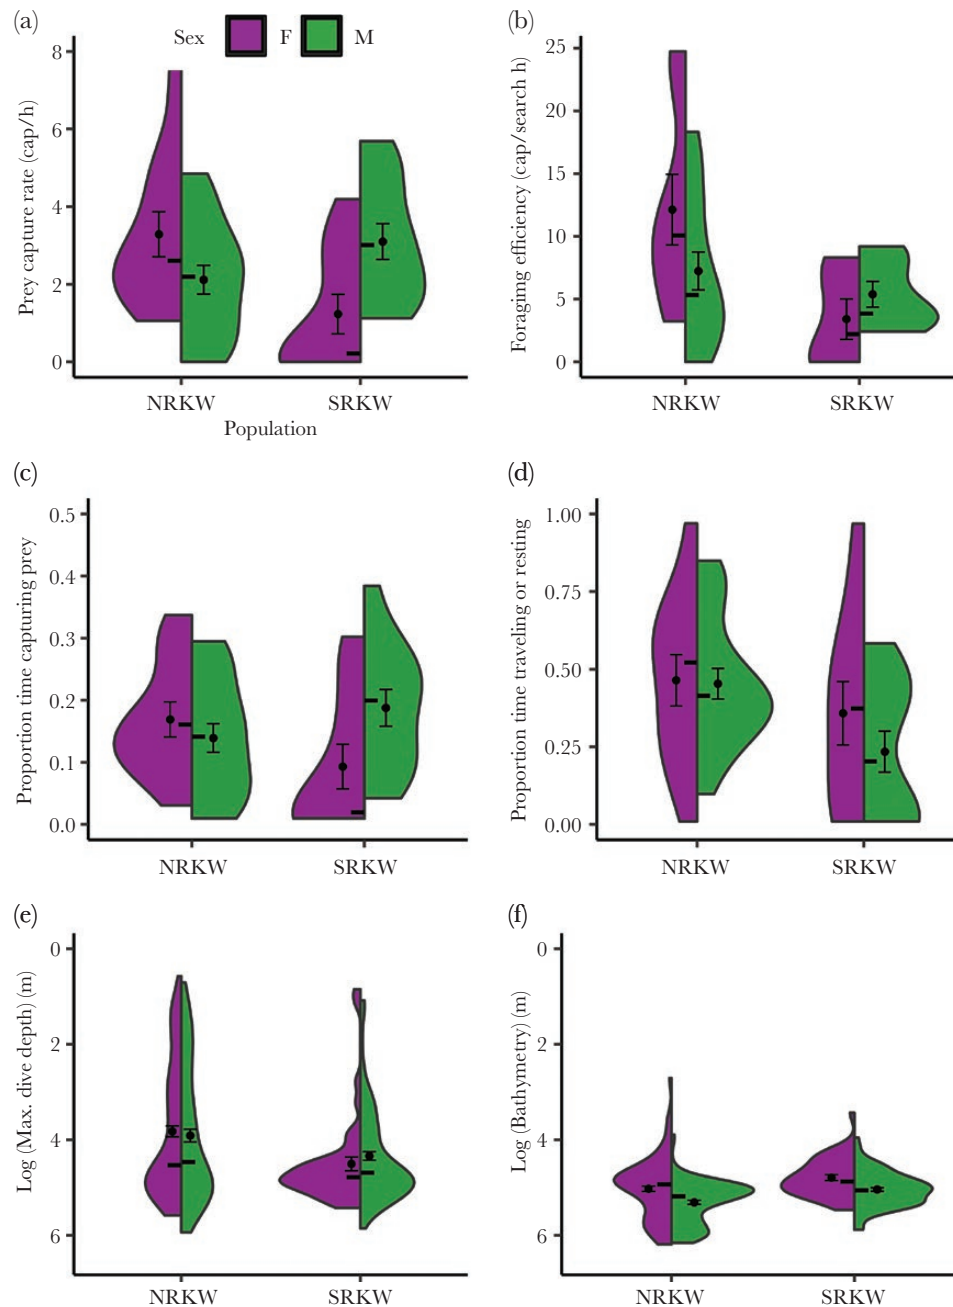 (a)
Sex F M
Prey capture rate (cap/h)
8
6
4
2
0
NRKW SRKW
Population
(b)
Foragimg efficiency (cap/search h)
25
20
15
10
5
0
NRKW SRKW
(c)
Proportion time capturing prey
0.5
0.4
0.3
0.2
0.1
0.0
NRKW SRKW
(d)
Proportion time traveling or resting
1.00
0.75
0.50
0.25
0.00
NRKW SRKW
(e)
Log (Max. dive depth) (m)
0
2
4
6
NRKW SRKW
(f)
Log (Bathymetry) (m)
0
2
4
6
NRKW SRKW